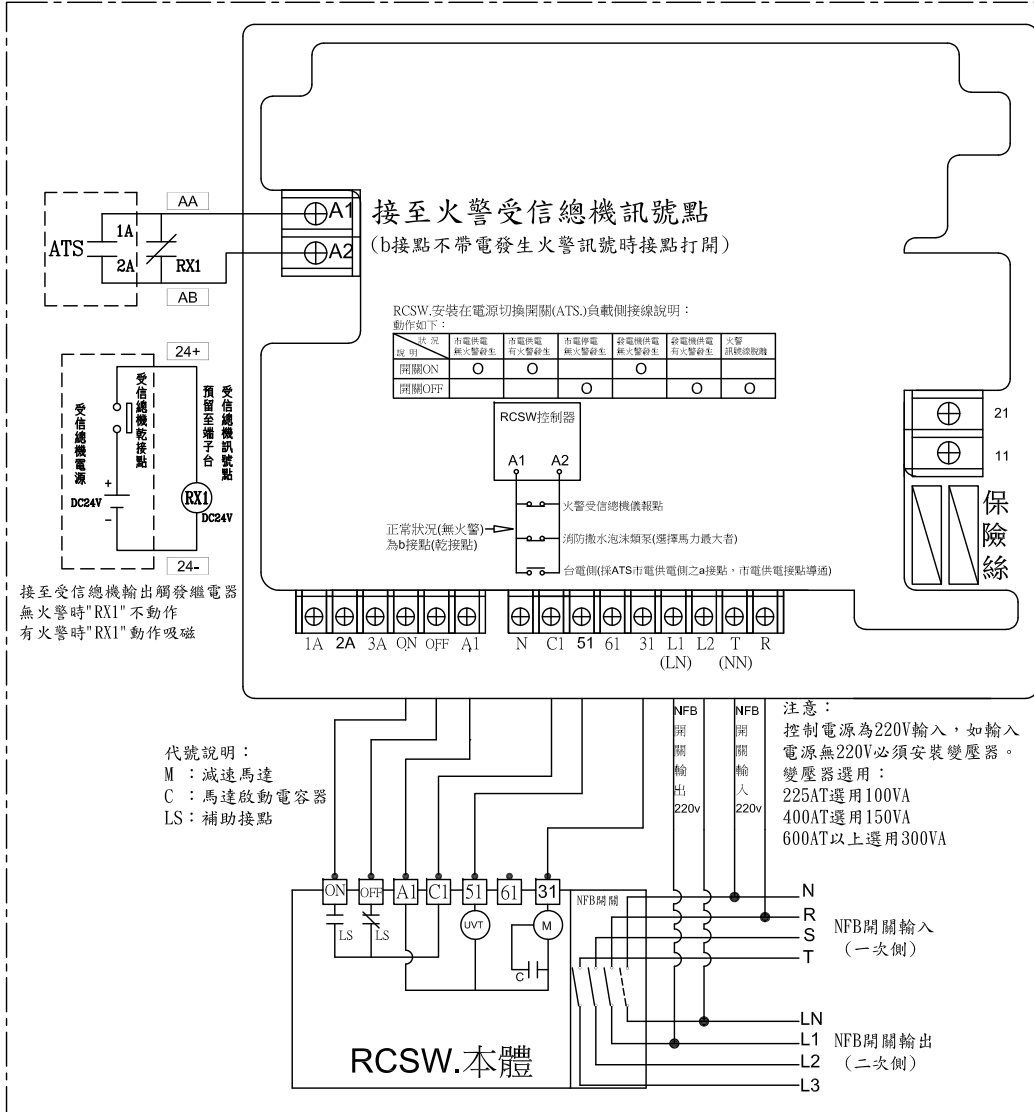 AA
A1
接至火警受信總機訊號點
(b接點不帶電發生火警訊號時接點打開)
A2
ATS
1A
2A
RX1
AB
RCSW.安裝在電源切換開關(ATS.)負載側接線說明：
動作如下：
狀 況
說 明
市電供電
無火警發生
市電供電
有火警發生
市電停電
無火警發生
發電機供電
無火警發生
發電機供電
有火警發生
火警
訊號線脫離
開關ON O O O
開關OFF O O O
24+
受信總機電源
受信總機乾接點
預留至端子台
受信總機訊號點
+
DC24V
-
RX1
DC24V
24-
接至受信總機輸出觸發繼電器
無火警時"RX1"不動作
有火警時"RX1"動作吸磁
RCSW控制器
A1 A2
火警受信總機儀報點
正常狀況(無火警)
為b接點(乾接點)
消防撒水泡沫類泵(選擇馬力最大者)
台電側(採ATS市電供電側之a接點，市電供電接點導通)
21
11
保險絲
1A 2A 3A ON OFF A1 N C1 51 61 31 L1 L2 T R
(LN) (NN)
代號說明：
M ：減速馬達
C ：馬達啟動電容器
LS：補助接點
NFB
開關輸出
220v
NFB
開關輸入
220v
注意：
控制電源為220V輸入，如輸入
電源無220V必須安裝變壓器。
變壓器選用：
225AT選用100VA
400AT選用150VA
600AT以上選用300VA
ON OFF A1 C1 51 61 31
NFB開關
LS LS
UVT
M
C
RCSW.本體
N
R
S
T
NFB開關輸入
(一次側)
LN
L1
L2
L3
NFB開關輸出
(二次側)